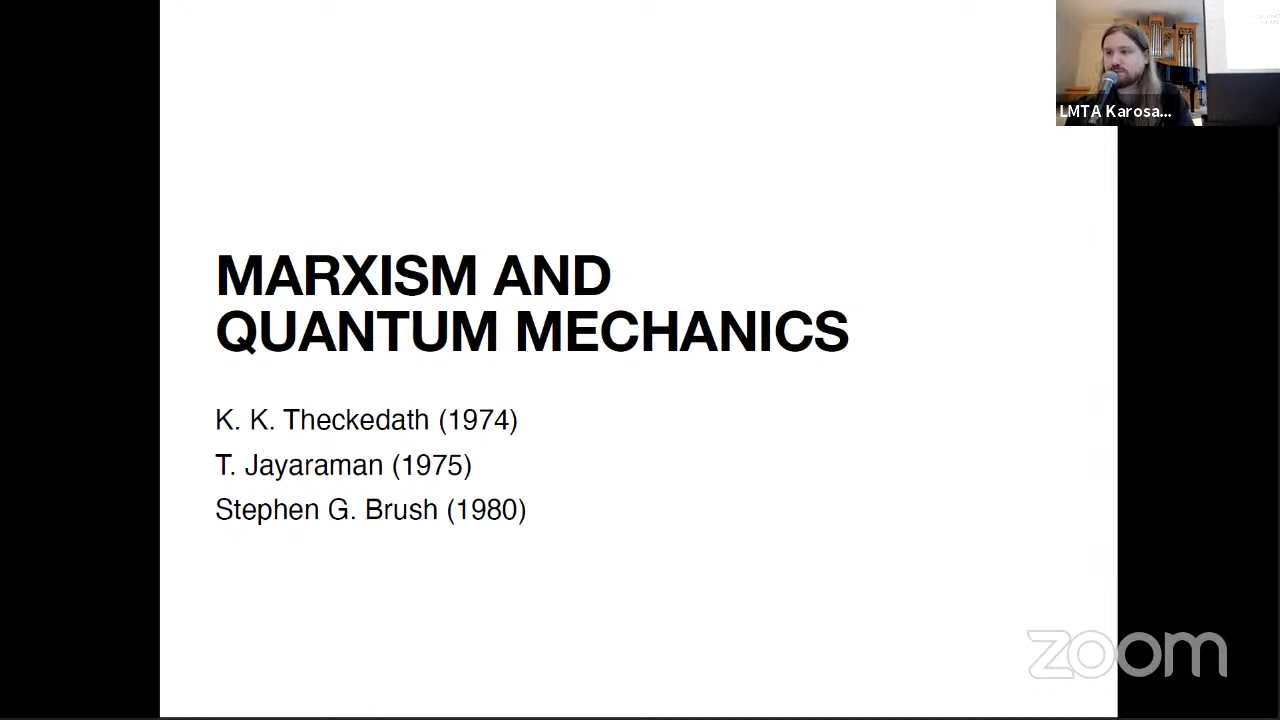 LMTA Karosa...
MARXISM AND
QUANTUM MECHANICS
K. K. Theckedath (1974)
T. Jayaraman (1975)
Stephen G. Brush (1980)
zoom